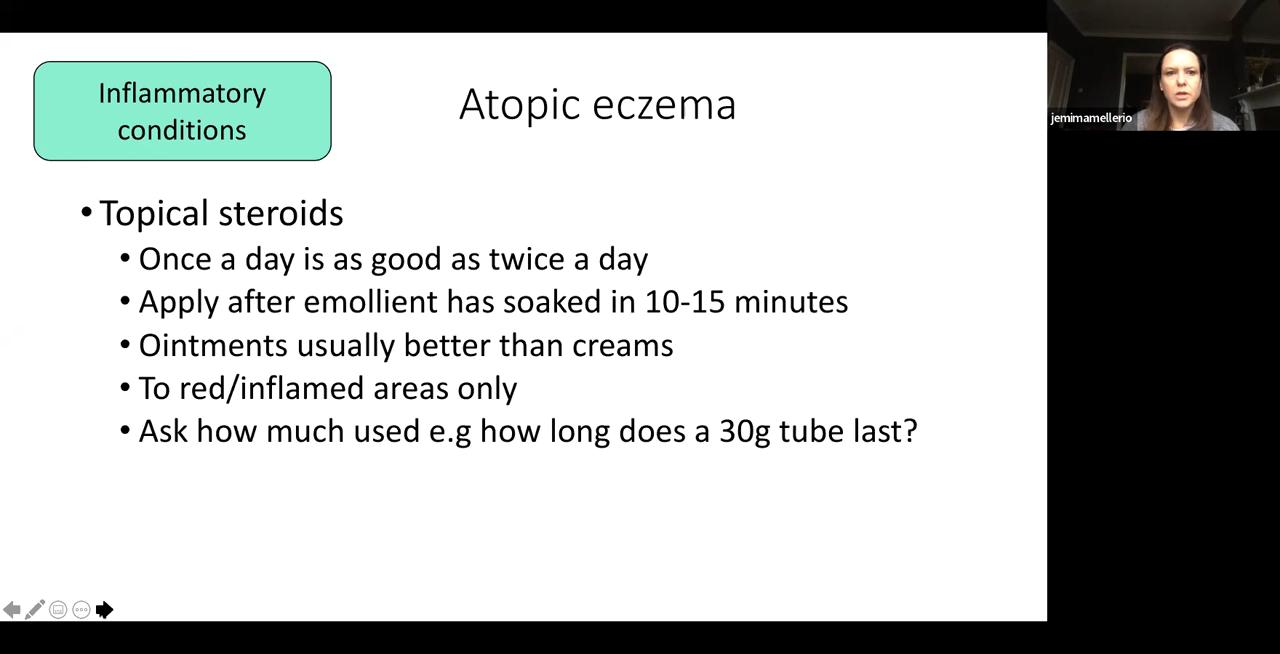 Inflammatory
conditions
Atopic eczema
jemimamellerio
• Topical steroids
• Once a day is as good as twice a day
• Apply after emollient has soaked in 10-15 minutes
• Ointments usually better than creams
• To red/inflamed areas only
• Ask how much used e.g how long does a 30g tube last?